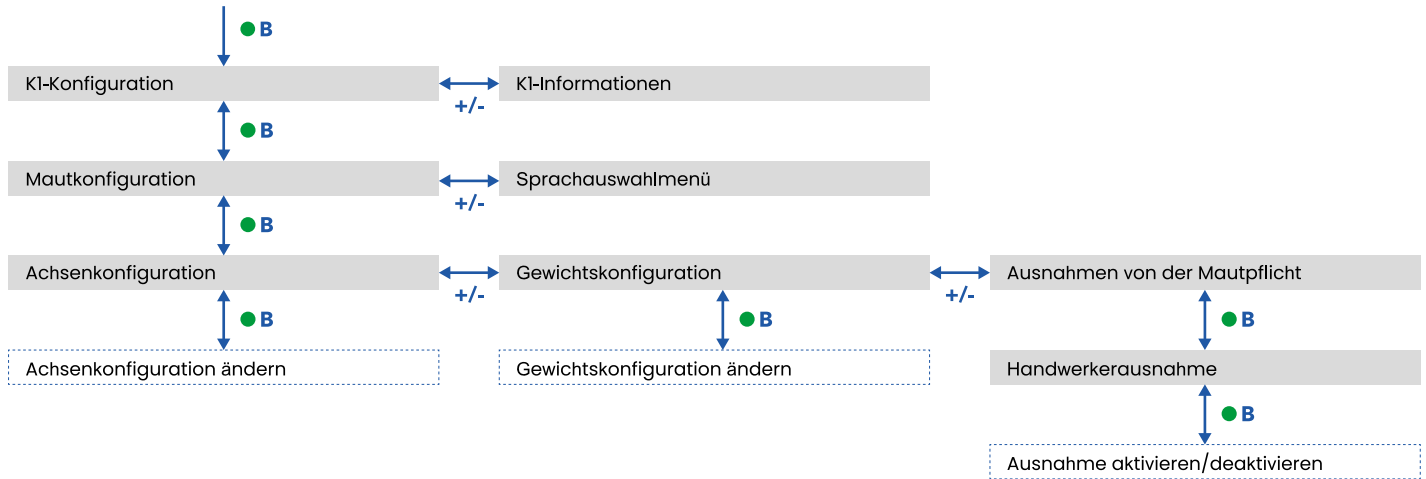 B
K1-Konfiguration
K1-Informationen
+/-
B
Mautkonfiguration
Sprachauswahlmenü
+/-
B
Achsenkonfiguration
Gewichtskonfiguration
Ausnahmen von der Mautpflicht
+/-
+/-
B
B
B
Achsenkonfiguration ändern
Gewichtskonfiguration ändern
Handwerkerausnahme
B
Ausnahme aktivieren/deaktivieren